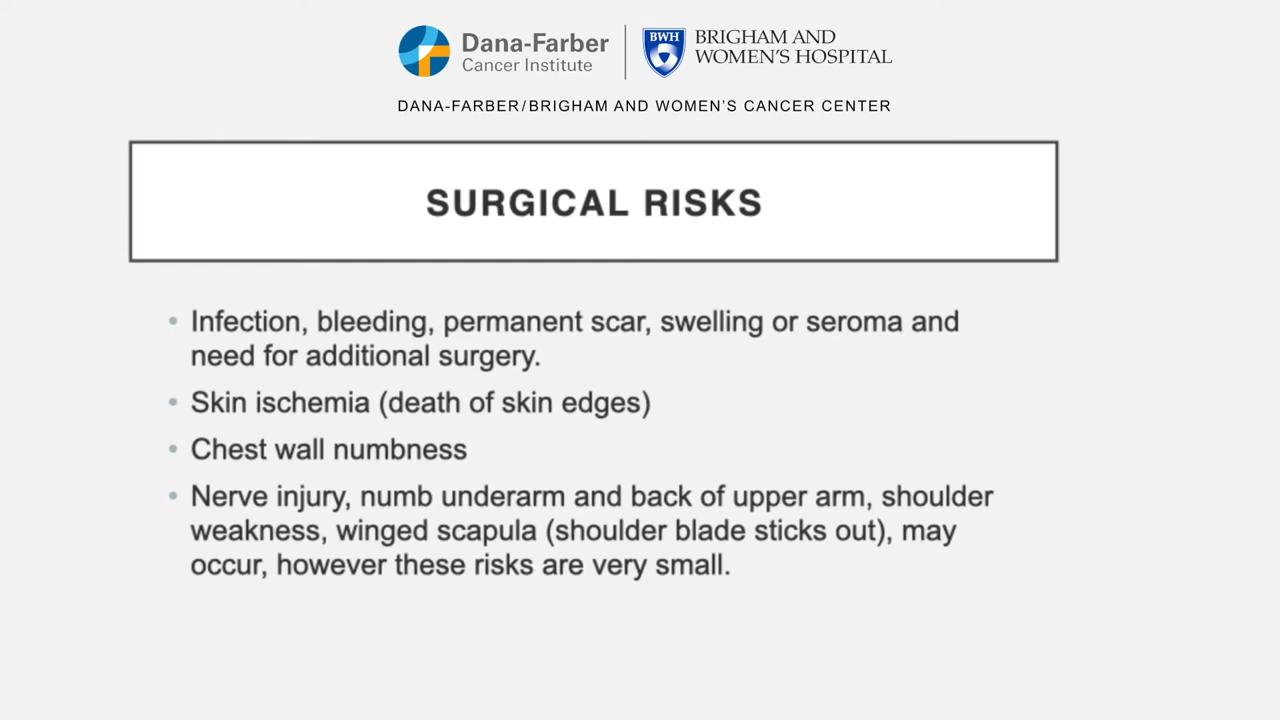 Dana-Farber
Cancer Institute
BWH
BRIGHAM AND
WOMEN'S HOSPITAL
DANA-FARBER/BRIGHAM AND WOMEN'S CANCER CENTER
SURGICAL RISKS
• Infection, bleeding, permanent scar, swelling or seroma and
need for additional surgery.
• Skin ischemia (death of skin edges)
• Chest wall numbness
• Nerve injury, numb underarm and back of upper arm, shoulder
weakness, winged scapula (shoulder blade sticks out), may
occur, however these risks are very small.